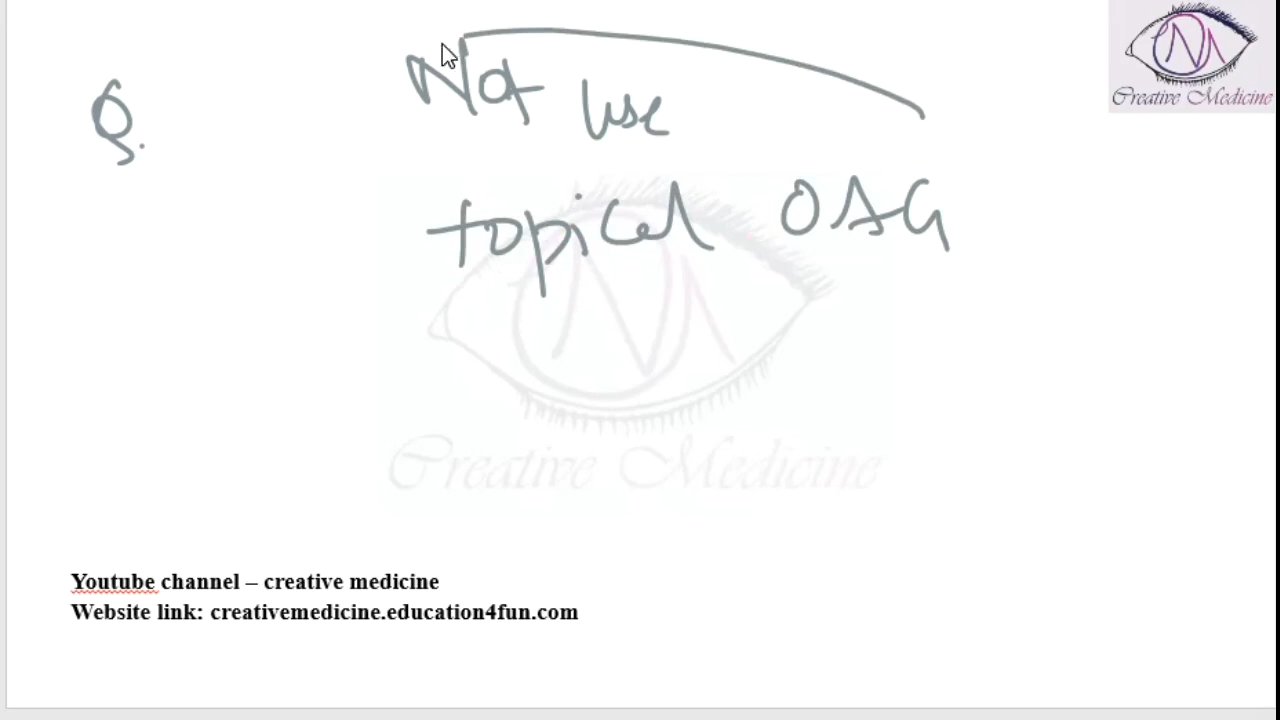 Creative Medicine
Q.
Not use
topical OAG
Creative Medicine
Youtube channel – creative medicine
Website link: creativemedicine.education4fun.com